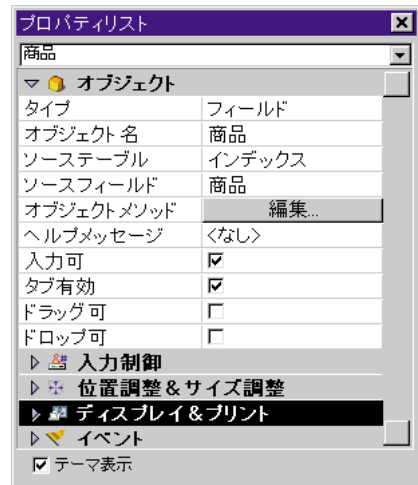 プロパティリスト
商品
オブジェクト
タイプ フィールド
オブジェクト名 商品
ソーステーブル インデックス
ソースフィールド 商品
オブジェクトメソッド 編集...
ヘルプメッセージ <なし>
入力可
タブ有効
ドラッグ可
ドロップ可
入力制御
位置調整&サイズ調整
ディスプレイ&プリント
イベント
テーマ表示